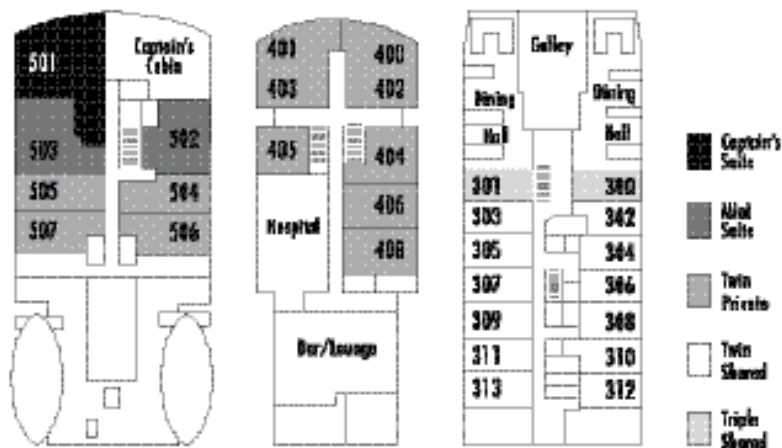 501
Captain's
Cabin
503
502
505
504
507
506
401
400
403
402
405
404
406
Hospital
408
Bar/Lounge
Galley
Dining
Hall
Dining
Hall
301
300
303
302
305
304
307
306
309
308
311
310
313
312
Captain's
Suite
Mini
Suite
Twin
Private
Twin
Shared
Triple
Shared